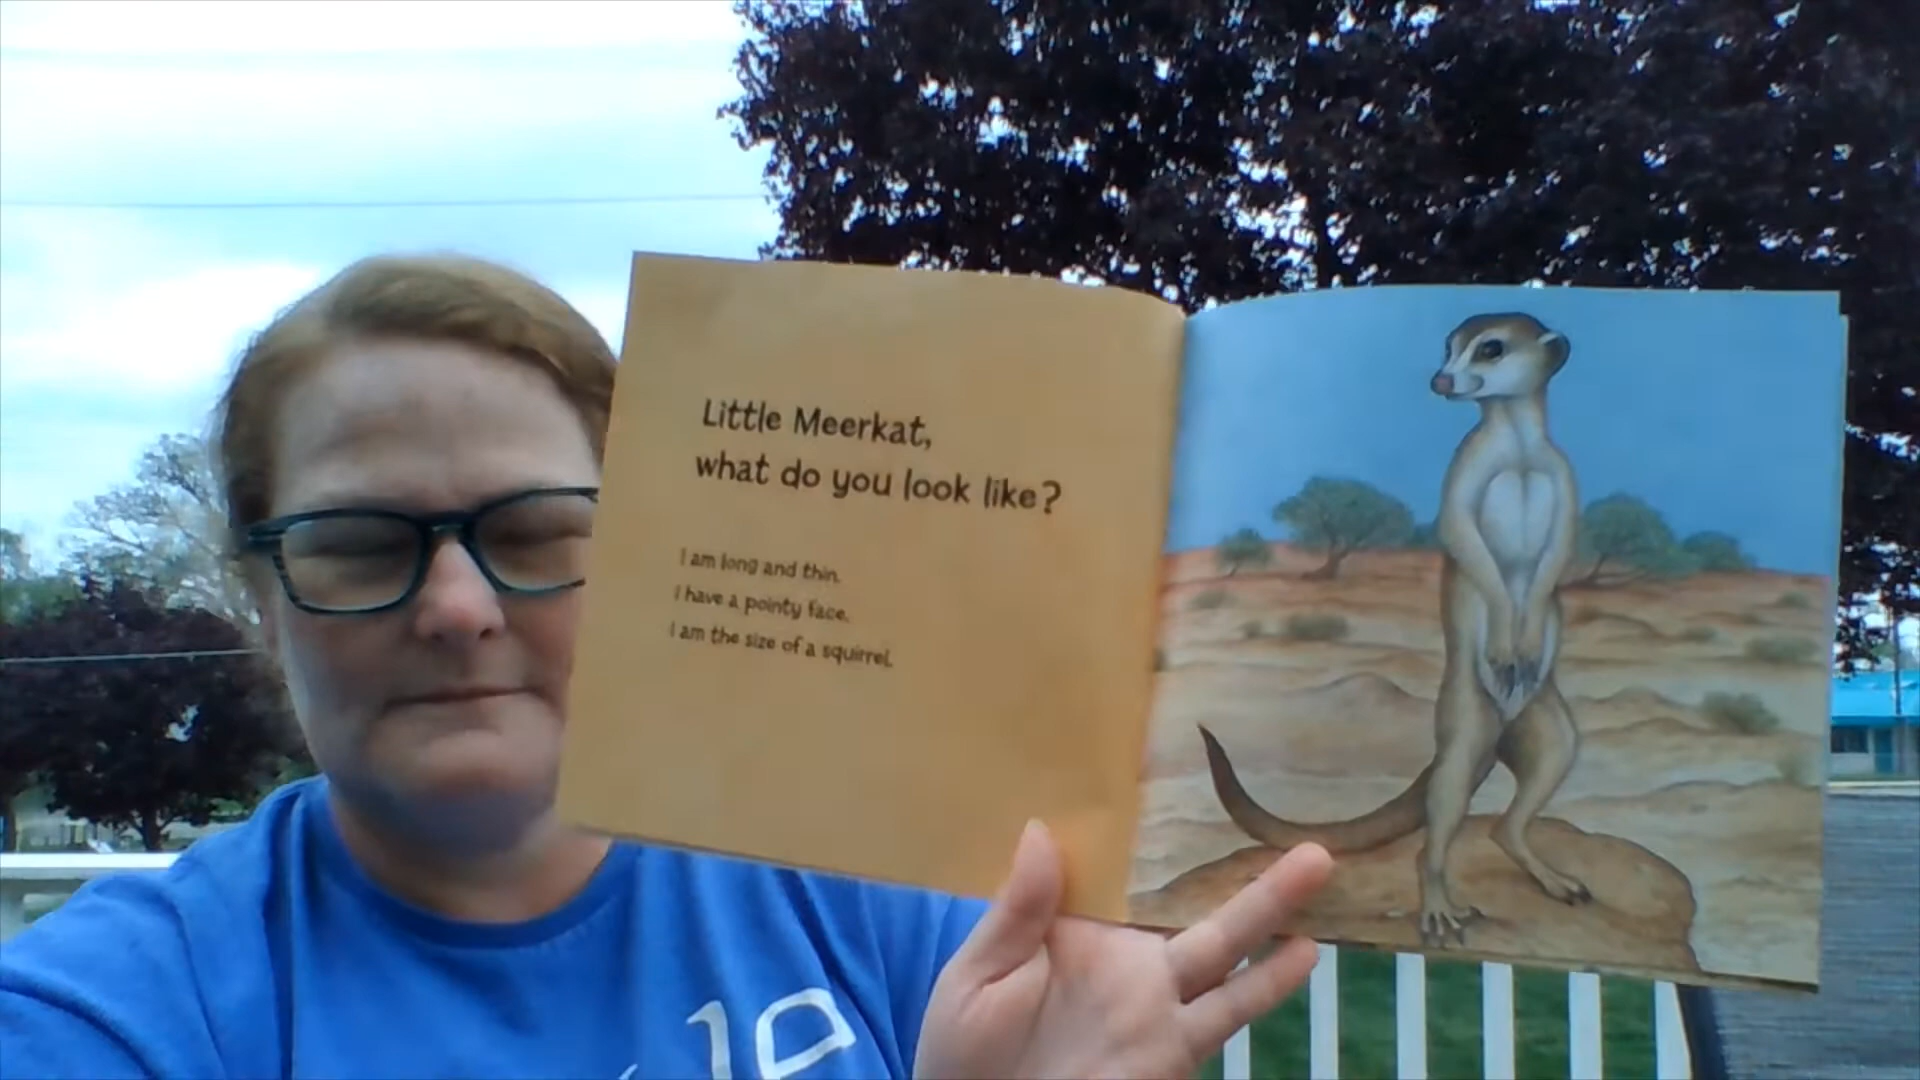 Little Meerkat,
what do you look like?
I am long and thin.
I have a pointy face.
I am the size of a squirrel.